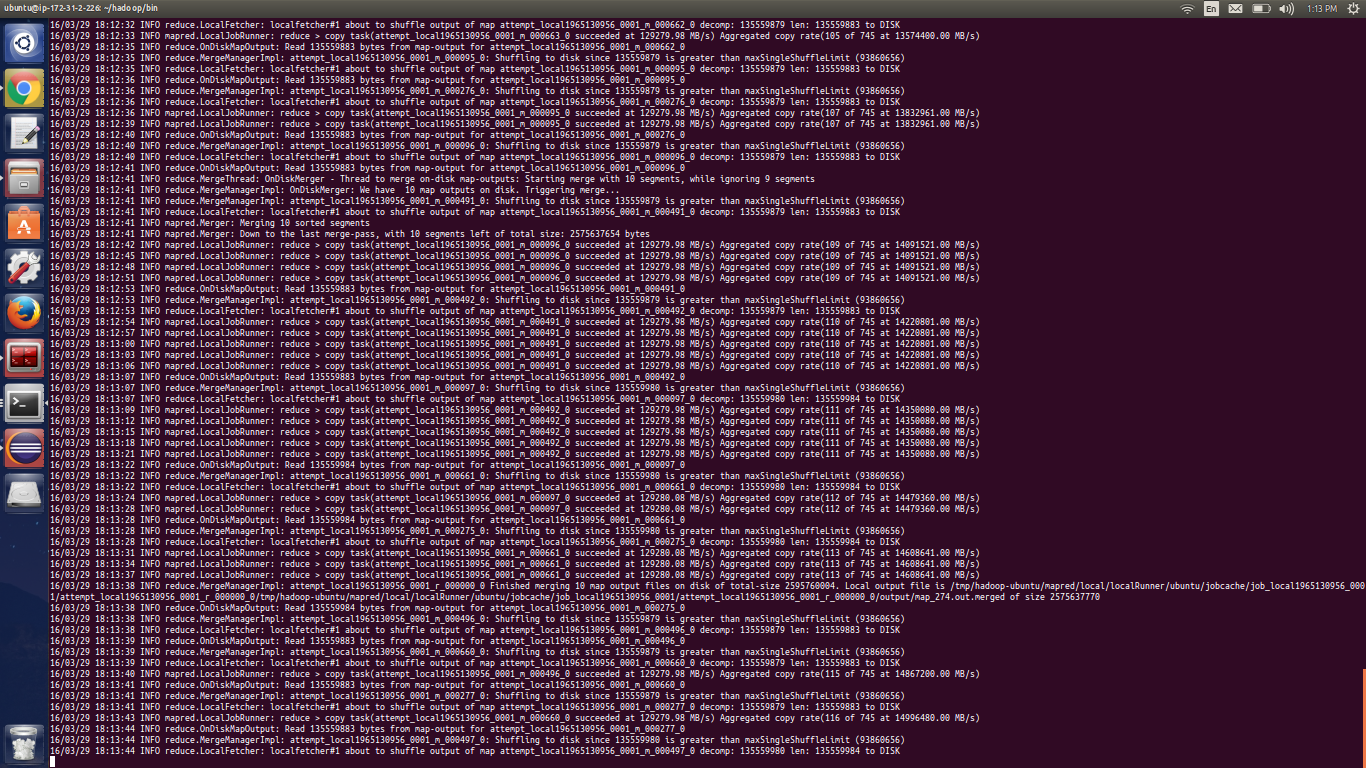 ubuntu@ip-172-31-2-226: ~/hadoop/bin
En
1:13 PM
16/03/29 18:12:32 INFO reduce.LocalFetcher: localfetcher#1 about to shuffle output of map attempt_local1965130956_0001_m_000662_0 decomp: 135559879 len: 135559883 to DISK
16/03/29 18:12:33 INFO mapred.LocalJobRunner: reduce > copy task(attempt_local1965130956_0001_m_000663_0 succeeded at 129279.98 MB/s) Aggregated copy rate(105 of 745 at 13574400.00 MB/s)
16/03/29 18:12:35 INFO reduce.OnDiskMapOutput: Read 135559883 bytes from map-output for attempt_local1965130956_0001_m_000662_0
16/03/29 18:12:35 INFO reduce.MergeManagerImpl: attempt_local1965130956_0001_m_000095_0: Shuffling to disk since 135559879 is greater than maxSingleShuffleLimit (93860656)
16/03/29 18:12:35 INFO reduce.LocalFetcher: localfetcher#1 about to shuffle output of map attempt_local1965130956_0001_m_000095_0 decomp: 135559879 len: 135559883 to DISK
16/03/29 18:12:36 INFO reduce.OnDiskMapOutput: Read 135559883 bytes from map-output for attempt_local1965130956_0001_m_000095_0
16/03/29 18:12:36 INFO reduce.MergeManagerImpl: attempt_local1965130956_0001_m_000276_0: Shuffling to disk since 135559879 is greater than maxSingleShuffleLimit (93860656)
16/03/29 18:12:36 INFO reduce.LocalFetcher: localfetcher#1 about to shuffle output of map attempt_local1965130956_0001_m_000276_0 decomp: 135559879 len: 135559883 to DISK
16/03/29 18:12:36 INFO mapred.LocalJobRunner: reduce > copy task(attempt_local1965130956_0001_m_000095_0 succeeded at 129279.98 MB/s) Aggregated copy rate(107 of 745 at 13832961.00 MB/s)
16/03/29 18:12:39 INFO mapred.LocalJobRunner: reduce > copy task(attempt_local1965130956_0001_m_000095_0 succeeded at 129279.98 MB/s) Aggregated copy rate(107 of 745 at 13832961.00 MB/s)
16/03/29 18:12:40 INFO reduce.OnDiskMapOutput: Read 135559883 bytes from map-output for attempt_local1965130956_0001_m_000276_0
16/03/29 18:12:40 INFO reduce.MergeManagerImpl: attempt_local1965130956_0001_m_000096_0: Shuffling to disk since 135559879 is greater than maxSingleShuffleLimit (93860656)
16/03/29 18:12:40 INFO reduce.LocalFetcher: localfetcher#1 about to shuffle output of map attempt_local1965130956_0001_m_000096_0 decomp: 135559879 len: 135559883 to DISK
16/03/29 18:12:41 INFO reduce.OnDiskMapOutput: Read 135559883 bytes from map-output for attempt_local1965130956_0001_m_000096_0
16/03/29 18:12:41 INFO reduce.MergeThread: OnDiskMerger - Thread to merge on-disk map-outputs: Starting merge with 10 segments, while ignoring 9 segments
16/03/29 18:12:41 INFO reduce.MergeManagerImpl: OnDiskMerger: We have  10 map outputs on disk. Triggering merge...
16/03/29 18:12:41 INFO reduce.MergeManagerImpl: attempt_local1965130956_0001_m_000491_0: Shuffling to disk since 135559879 is greater than maxSingleShuffleLimit (93860656)
16/03/29 18:12:41 INFO reduce.LocalFetcher: localfetcher#1 about to shuffle output of map attempt_local1965130956_0001_m_000491_0 decomp: 135559879 len: 135559883 to DISK
16/03/29 18:12:41 INFO mapred.Merger: Merging 10 sorted segments
16/03/29 18:12:41 INFO mapred.Merger: Down to the last merge-pass, with 10 segments left of total size: 2575637654 bytes
16/03/29 18:12:42 INFO mapred.LocalJobRunner: reduce > copy task(attempt_local1965130956_0001_m_000096_0 succeeded at 129279.98 MB/s) Aggregated copy rate(109 of 745 at 14091521.00 MB/s)
16/03/29 18:12:45 INFO mapred.LocalJobRunner: reduce > copy task(attempt_local1965130956_0001_m_000096_0 succeeded at 129279.98 MB/s) Aggregated copy rate(109 of 745 at 14091521.00 MB/s)
16/03/29 18:12:48 INFO mapred.LocalJobRunner: reduce > copy task(attempt_local1965130956_0001_m_000096_0 succeeded at 129279.98 MB/s) Aggregated copy rate(109 of 745 at 14091521.00 MB/s)
16/03/29 18:12:51 INFO mapred.LocalJobRunner: reduce > copy task(attempt_local1965130956_0001_m_000096_0 succeeded at 129279.98 MB/s) Aggregated copy rate(109 of 745 at 14091521.00 MB/s)
16/03/29 18:12:53 INFO reduce.OnDiskMapOutput: Read 135559883 bytes from map-output for attempt_local1965130956_0001_m_000491_0
16/03/29 18:12:53 INFO reduce.MergeManagerImpl: attempt_local1965130956_0001_m_000492_0: Shuffling to disk since 135559879 is greater than maxSingleShuffleLimit (93860656)
16/03/29 18:12:53 INFO reduce.LocalFetcher: localfetcher#1 about to shuffle output of map attempt_local1965130956_0001_m_000492_0 decomp: 135559879 len: 135559883 to DISK
16/03/29 18:12:54 INFO mapred.LocalJobRunner: reduce > copy task(attempt_local1965130956_0001_m_000491_0 succeeded at 129279.98 MB/s) Aggregated copy rate(110 of 745 at 14220801.00 MB/s)
16/03/29 18:12:57 INFO mapred.LocalJobRunner: reduce > copy task(attempt_local1965130956_0001_m_000491_0 succeeded at 129279.98 MB/s) Aggregated copy rate(110 of 745 at 14220801.00 MB/s)
16/03/29 18:13:00 INFO mapred.LocalJobRunner: reduce > copy task(attempt_local1965130956_0001_m_000491_0 succeeded at 129279.98 MB/s) Aggregated copy rate(110 of 745 at 14220801.00 MB/s)
16/03/29 18:13:03 INFO mapred.LocalJobRunner: reduce > copy task(attempt_local1965130956_0001_m_000491_0 succeeded at 129279.98 MB/s) Aggregated copy rate(110 of 745 at 14220801.00 MB/s)
16/03/29 18:13:06 INFO mapred.LocalJobRunner: reduce > copy task(attempt_local1965130956_0001_m_000491_0 succeeded at 129279.98 MB/s) Aggregated copy rate(110 of 745 at 14220801.00 MB/s)
16/03/29 18:13:07 INFO reduce.OnDiskMapOutput: Read 135559883 bytes from map-output for attempt_local1965130956_0001_m_000492_0
16/03/29 18:13:07 INFO reduce.MergeManagerImpl: attempt_local1965130956_0001_m_000097_0: Shuffling to disk since 135559980 is greater than maxSingleShuffleLimit (93860656)
16/03/29 18:13:07 INFO reduce.LocalFetcher: localfetcher#1 about to shuffle output of map attempt_local1965130956_0001_m_000097_0 decomp: 135559980 len: 135559984 to DISK
16/03/29 18:13:09 INFO mapred.LocalJobRunner: reduce > copy task(attempt_local1965130956_0001_m_000492_0 succeeded at 129279.98 MB/s) Aggregated copy rate(111 of 745 at 14350080.00 MB/s)
16/03/29 18:13:12 INFO mapred.LocalJobRunner: reduce > copy task(attempt_local1965130956_0001_m_000492_0 succeeded at 129279.98 MB/s) Aggregated copy rate(111 of 745 at 14350080.00 MB/s)
16/03/29 18:13:15 INFO mapred.LocalJobRunner: reduce > copy task(attempt_local1965130956_0001_m_000492_0 succeeded at 129279.98 MB/s) Aggregated copy rate(111 of 745 at 14350080.00 MB/s)
16/03/29 18:13:18 INFO mapred.LocalJobRunner: reduce > copy task(attempt_local1965130956_0001_m_000492_0 succeeded at 129279.98 MB/s) Aggregated copy rate(111 of 745 at 14350080.00 MB/s)
16/03/29 18:13:21 INFO mapred.LocalJobRunner: reduce > copy task(attempt_local1965130956_0001_m_000492_0 succeeded at 129279.98 MB/s) Aggregated copy rate(111 of 745 at 14350080.00 MB/s)
16/03/29 18:13:22 INFO reduce.OnDiskMapOutput: Read 135559984 bytes from map-output for attempt_local1965130956_0001_m_000097_0
16/03/29 18:13:22 INFO reduce.MergeManagerImpl: attempt_local1965130956_0001_m_000661_0: Shuffling to disk since 135559980 is greater than maxSingleShuffleLimit (93860656)
16/03/29 18:13:22 INFO reduce.LocalFetcher: localfetcher#1 about to shuffle output of map attempt_local1965130956_0001_m_000661_0 decomp: 135559980 len: 135559984 to DISK
16/03/29 18:13:24 INFO mapred.LocalJobRunner: reduce > copy task(attempt_local1965130956_0001_m_000097_0 succeeded at 129280.08 MB/s) Aggregated copy rate(112 of 745 at 14479360.00 MB/s)
16/03/29 18:13:28 INFO mapred.LocalJobRunner: reduce > copy task(attempt_local1965130956_0001_m_000097_0 succeeded at 129280.08 MB/s) Aggregated copy rate(112 of 745 at 14479360.00 MB/s)
16/03/29 18:13:28 INFO reduce.OnDiskMapOutput: Read 135559984 bytes from map-output for attempt_local1965130956_0001_m_000661_0
16/03/29 18:13:28 INFO reduce.MergeManagerImpl: attempt_local1965130956_0001_m_000275_0: Shuffling to disk since 135559980 is greater than maxSingleShuffleLimit (93860656)
16/03/29 18:13:28 INFO reduce.LocalFetcher: localfetcher#1 about to shuffle output of map attempt_local1965130956_0001_m_000275_0 decomp: 135559980 len: 135559984 to DISK
16/03/29 18:13:31 INFO mapred.LocalJobRunner: reduce > copy task(attempt_local1965130956_0001_m_000661_0 succeeded at 129280.08 MB/s) Aggregated copy rate(113 of 745 at 14608641.00 MB/s)
16/03/29 18:13:34 INFO mapred.LocalJobRunner: reduce > copy task(attempt_local1965130956_0001_m_000661_0 succeeded at 129280.08 MB/s) Aggregated copy rate(113 of 745 at 14608641.00 MB/s)
16/03/29 18:13:37 INFO mapred.LocalJobRunner: reduce > copy task(attempt_local1965130956_0001_m_000661_0 succeeded at 129280.08 MB/s) Aggregated copy rate(113 of 745 at 14608641.00 MB/s)
16/03/29 18:13:38 INFO reduce.MergeManagerImpl: attempt_local1965130956_0001_r_000000_0 Finished merging 10 map output files on disk of total-size 2595760004. Local output file is /tmp/hadoop-ubuntu/mapred/local/localRunner/ubuntu/jobcache/job_local1965130956_000
1/attempt_local1965130956_0001_r_000000_0/tmp/hadoop-ubuntu/mapred/local/localRunner/ubuntu/jobcache/job_local1965130956_0001/attempt_local1965130956_0001_r_000000_0/output/map_274.out.merged of size 2575637770
16/03/29 18:13:38 INFO reduce.OnDiskMapOutput: Read 135559984 bytes from map-output for attempt_local1965130956_0001_m_000275_0
16/03/29 18:13:38 INFO reduce.MergeManagerImpl: attempt_local1965130956_0001_m_000496_0: Shuffling to disk since 135559879 is greater than maxSingleShuffleLimit (93860656)
16/03/29 18:13:38 INFO reduce.LocalFetcher: localfetcher#1 about to shuffle output of map attempt_local1965130956_0001_m_000496_0 decomp: 135559879 len: 135559883 to DISK
16/03/29 18:13:39 INFO reduce.OnDiskMapOutput: Read 135559883 bytes from map-output for attempt_local1965130956_0001_m_000496_0
16/03/29 18:13:39 INFO reduce.MergeManagerImpl: attempt_local1965130956_0001_m_000660_0: Shuffling to disk since 135559879 is greater than maxSingleShuffleLimit (93860656)
16/03/29 18:13:39 INFO reduce.LocalFetcher: localfetcher#1 about to shuffle output of map attempt_local1965130956_0001_m_000660_0 decomp: 135559879 len: 135559883 to DISK
16/03/29 18:13:40 INFO mapred.LocalJobRunner: reduce > copy task(attempt_local1965130956_0001_m_000496_0 succeeded at 129279.98 MB/s) Aggregated copy rate(115 of 745 at 14867200.00 MB/s)
16/03/29 18:13:41 INFO reduce.OnDiskMapOutput: Read 135559883 bytes from map-output for attempt_local1965130956_0001_m_000660_0
16/03/29 18:13:41 INFO reduce.MergeManagerImpl: attempt_local1965130956_0001_m_000277_0: Shuffling to disk since 135559879 is greater than maxSingleShuffleLimit (93860656)
16/03/29 18:13:41 INFO reduce.LocalFetcher: localfetcher#1 about to shuffle output of map attempt_local1965130956_0001_m_000277_0 decomp: 135559879 len: 135559883 to DISK
16/03/29 18:13:43 INFO mapred.LocalJobRunner: reduce > copy task(attempt_local1965130956_0001_m_000660_0 succeeded at 129279.98 MB/s) Aggregated copy rate(116 of 745 at 14996480.00 MB/s)
16/03/29 18:13:44 INFO reduce.OnDiskMapOutput: Read 135559883 bytes from map-output for attempt_local1965130956_0001_m_000277_0
16/03/29 18:13:44 INFO reduce.MergeManagerImpl: attempt_local1965130956_0001_m_000497_0: Shuffling to disk since 135559980 is greater than maxSingleShuffleLimit (93860656)
16/03/29 18:13:44 INFO reduce.LocalFetcher: localfetcher#1 about to shuffle output of map attempt_local1965130956_0001_m_000497_0 decomp: 135559980 len: 135559984 to DISK